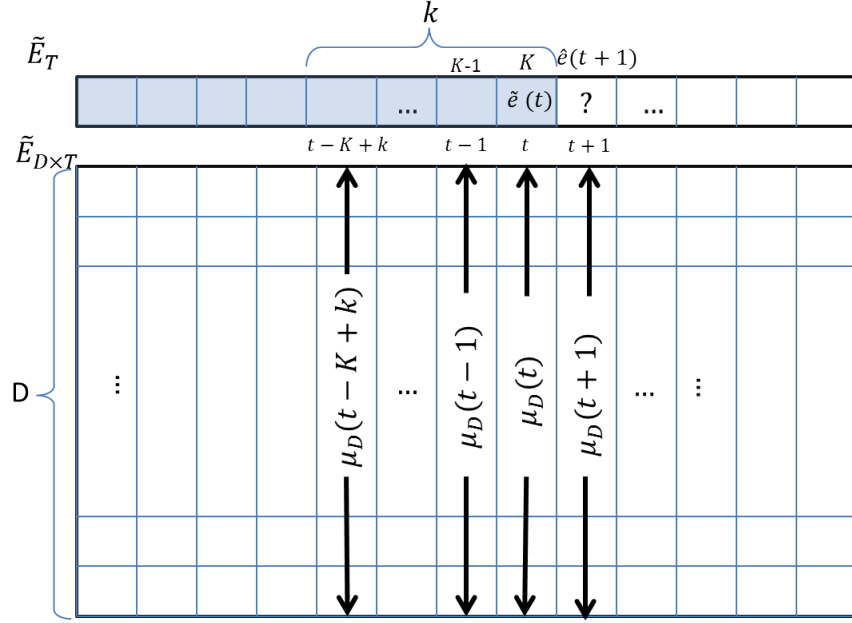 k
Ẽ_T
K-1 K ê(t + 1)
... ẽ (t) ? ...
Ẽ_{D×T}
t − K + k t − 1 t t + 1
μ_D(t − K + k)
μ_D(t − 1)
μ_D(t)
μ_D(t + 1)
D
... ... ... ...